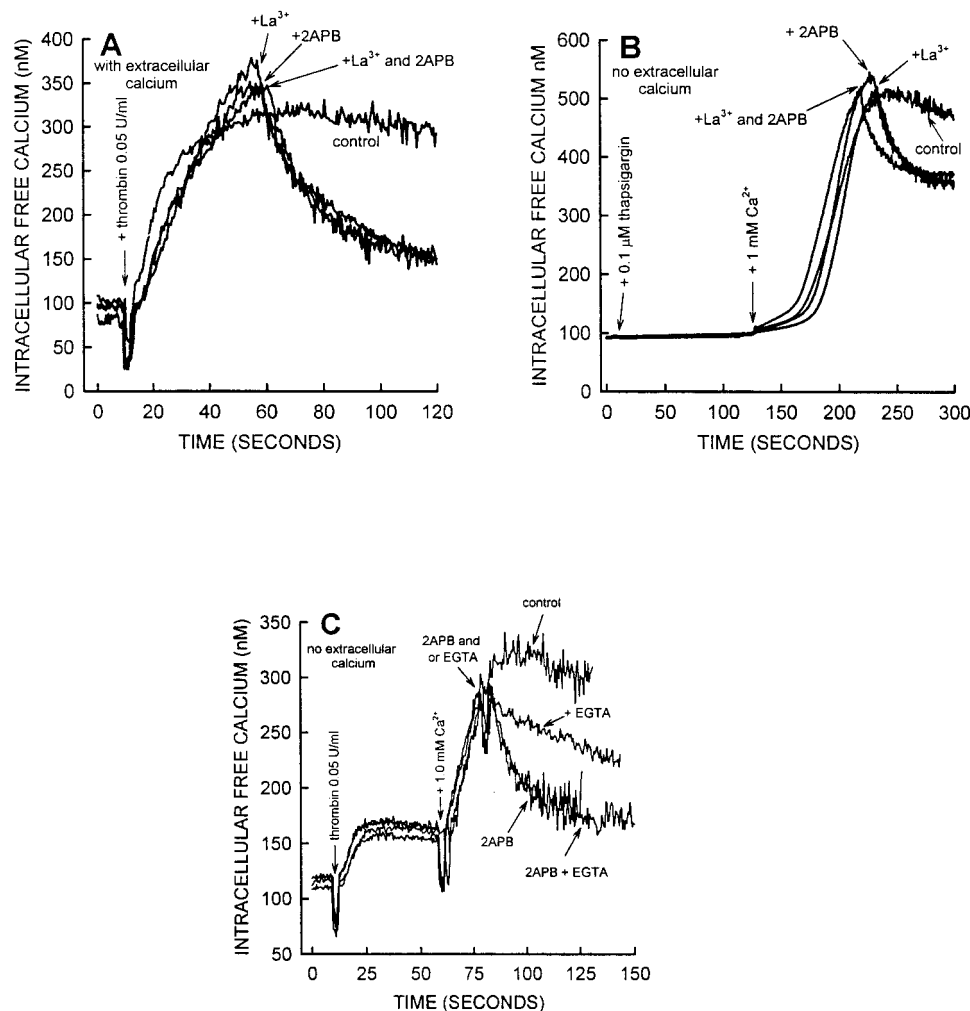 A
with extracellular
calcium
+La³⁺
+2APB
+La³⁺ and 2APB
control
+ thrombin 0.05 U/ml
INTRACELLULAR FREE CALCIUM (nM)
400
350
300
250
200
150
100
50
0
0 20 40 60 80 100 120
TIME (SECONDS)
B
no extracellular
calcium
+ 2APB
+La³⁺
+La³⁺ and 2APB
control
+ 0.1 µM thapsigargin
+ 1 mM Ca²⁺
INTRACELLULAR FREE CALCIUM nM
600
500
400
300
200
100
0
0 50 100 150 200 250 300
TIME (SECONDS)
C
no extracellular
calcium
2APB and
or EGTA
control
+ EGTA
2APB
2APB + EGTA
thrombin 0.05 U/ml
+ 1 0 mM Ca²⁺
INTRACELLULAR FREE CALCIUM (nM)
350
300
250
200
150
100
50
0 25 50 75 100 125 150
TIME (SECONDS)